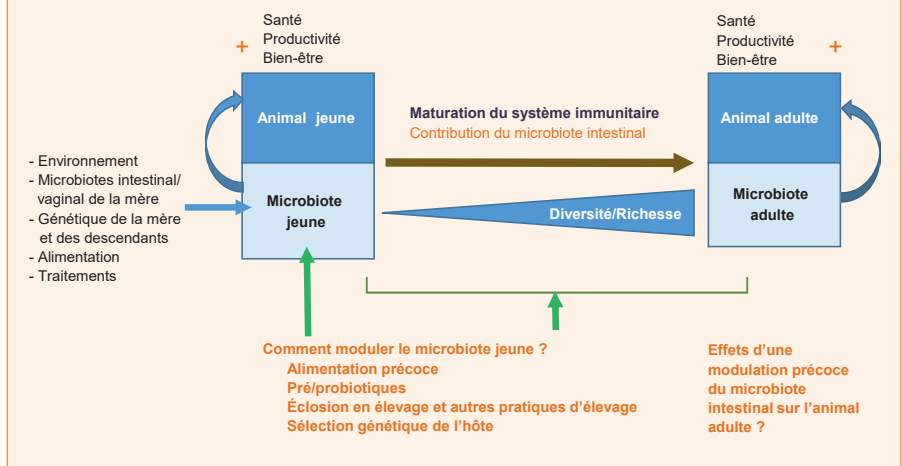 Santé
Productivité
Bien-être
+
Animal jeune
Microbiote
jeune
- Environnement
- Microbiotes intestinal/
vaginal de la mère
- Génétique de la mère
et des descendants
- Alimentation
- Traitements
Maturation du système immunitaire
Contribution du microbiote intestinal
Diversité/Richesse
Santé
Productivité
Bien-être
+
Animal adulte
Microbiote
adulte
Comment moduler le microbiote jeune ?
Alimentation précoce
Pré/probiotiques
Éclosion en élevage et autres pratiques d'élevage
Sélection génétique de l'hôte
Effets d'une
modulation précoce
du microbiote
intestinal sur l'animal
adulte ?